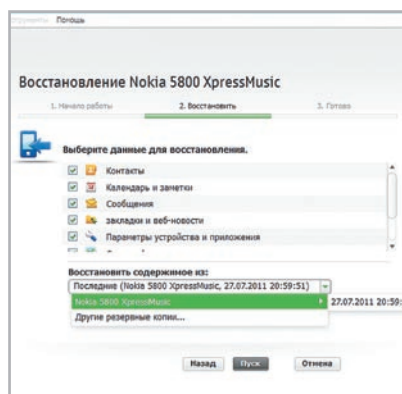 Помощь
Восстановление Nokia 5800 XpressMusic
1. Начало работы 2. Восстановить 3. Готово
Выберите данные для восстановления.
Контакты
Календарь и заметки
Сообщения
закладки и веб-новости
Параметры устройства и приложения
Восстановить содержимое из:
Последние (Nokia 5800 XpressMusic, 27.07.2011 20:59:51)
Nokia 5800 XpressMusic 27.07.2011 20:59:
Другие резервные копии...
Назад Пуск Отмена